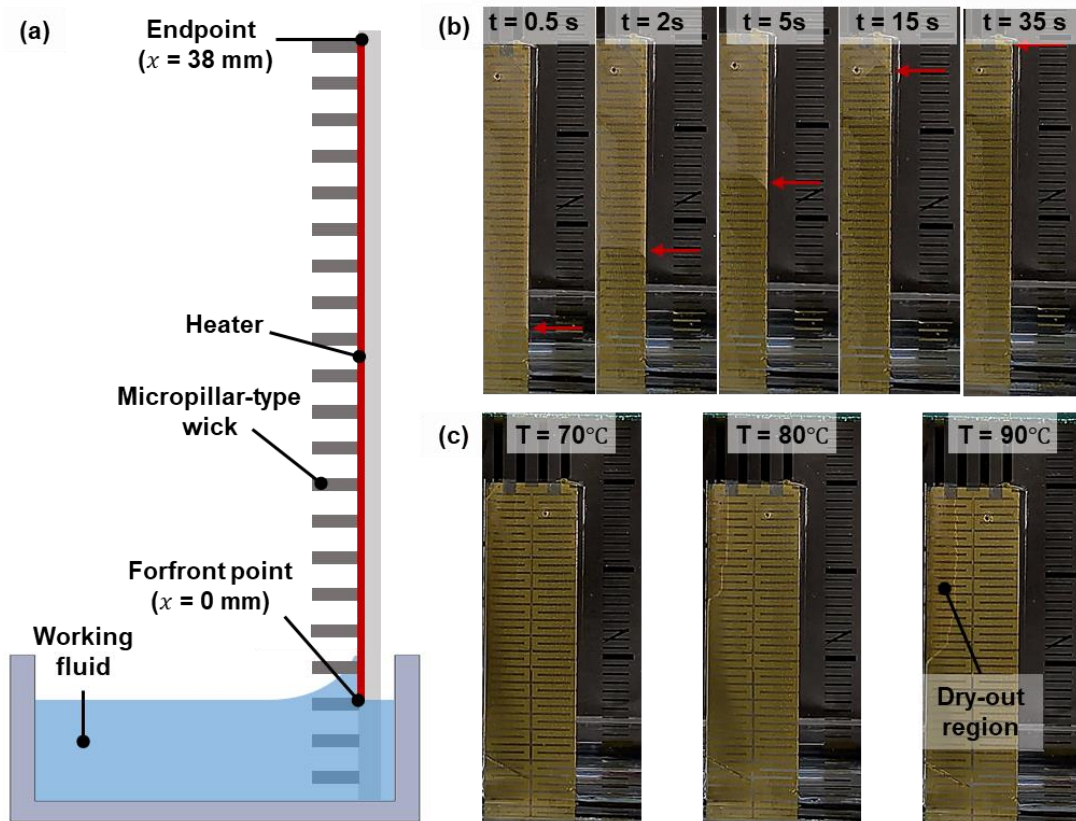 (a)
Endpoint
(𝑥 = 38 mm)
Heater
Micropillar-type
wick
Forfront point
(𝑥 = 0 mm)
Working
fluid
(b)
t = 0.5 s
t = 2s
t = 5s
t = 15 s
t = 35 s
(c)
T = 70℃
T = 80℃
T = 90℃
Dry-out
region